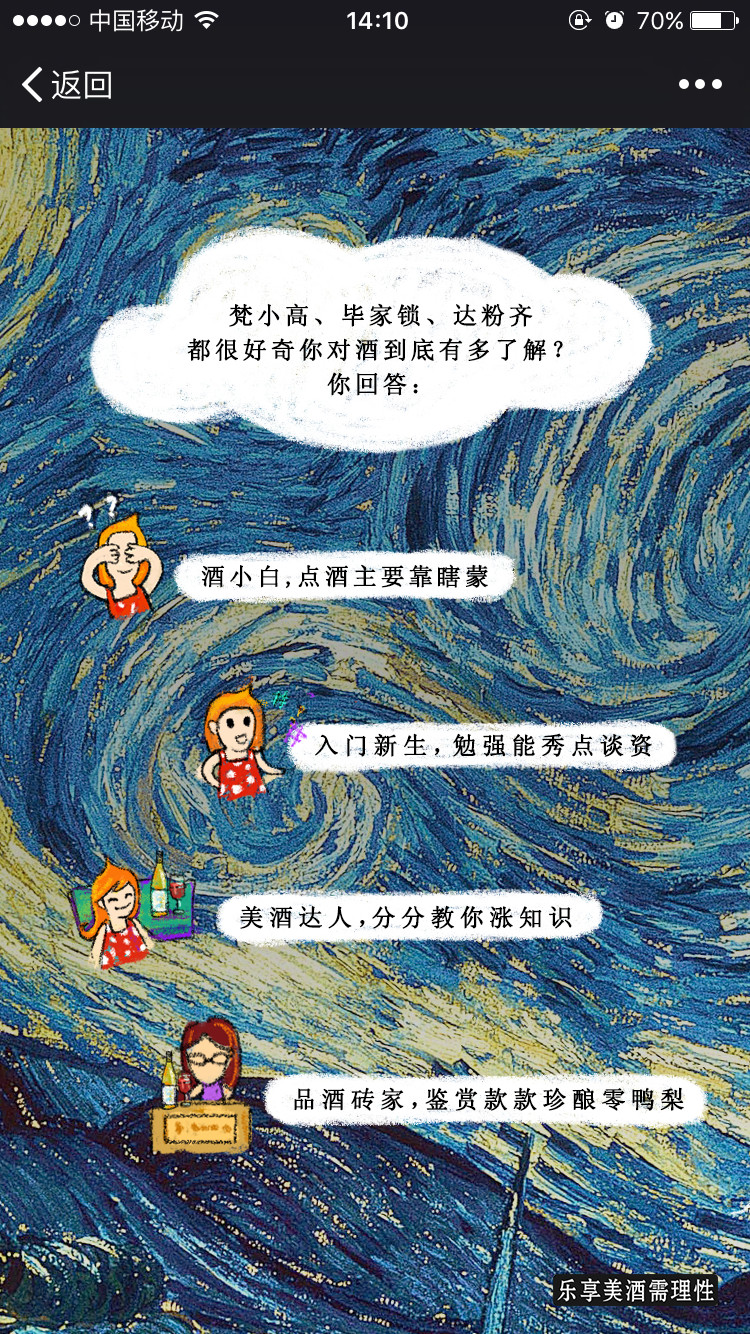 中国移动
14:10
70%
返回
梵小高、毕家锁、达粉齐
都很好奇你对酒到底有多了解？
你回答：
酒小白,点酒主要靠瞎蒙
入门新生，勉强能秀点谈资
美酒达人,分分教你涨知识
品酒砖家,鉴赏款款珍酿零鸭梨
乐享美酒需理性